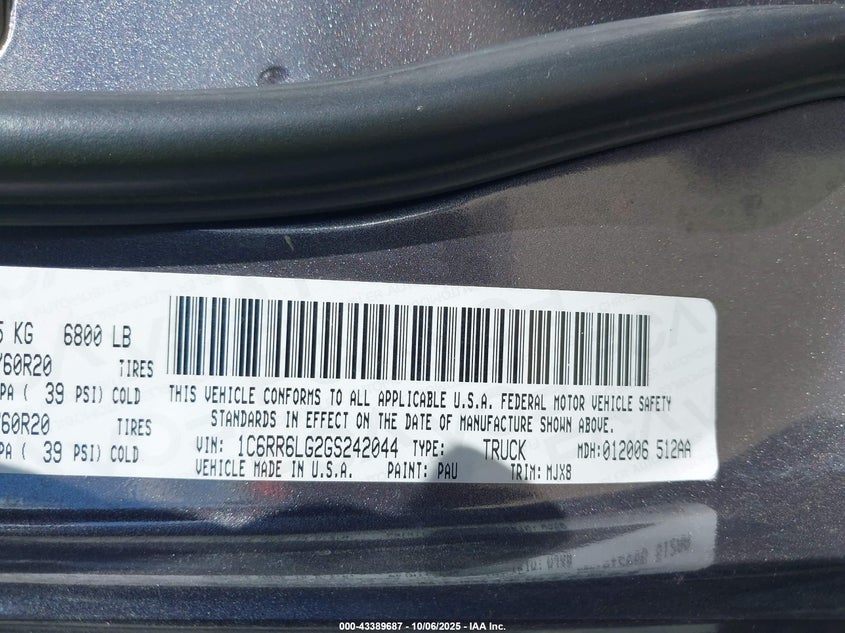 5 KG 6800 LB
/60R20 TIRES
PA ( 39 PSI) COLD
/60R20 TIRES
PA ( 39 PSI) COLD
THIS VEHICLE CONFORMS TO ALL APPLICABLE U.S.A. FEDERAL MOTOR VEHICLE SAFETY
STANDARDS IN EFFECT ON THE DATE OF MANUFACTURE SHOWN ABOVE.
VIN: 1C6RR6LG2GS242044 TYPE: TRUCK MDH:012006 512AA
VEHICLE MADE IN U.S.A. PAINT: PAU TRIM: MJX8
000-43389687 - 10/06/2025 - IAA Inc.